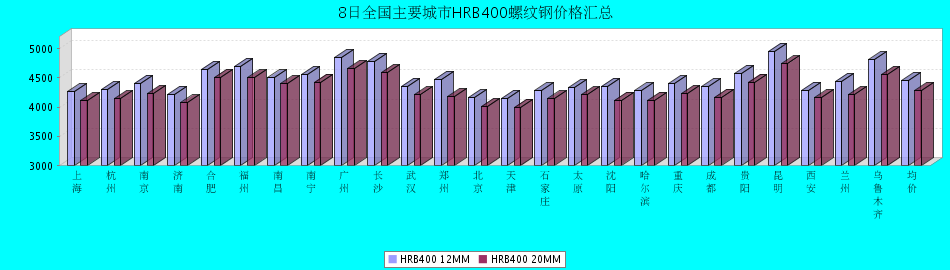 8日全国主要城市HRB400螺纹钢价格汇总
5000
4500
4000
3500
3000
上海
杭州
南京
济南
合肥
福州
南昌
南宁
广州
长沙
武汉
郑州
北京
天津
石家庄
太原
沈阳
哈尔滨
重庆
成都
贵阳
昆明
西安
兰州
乌鲁木齐
均价
HRB400 12MM
HRB400 20MM